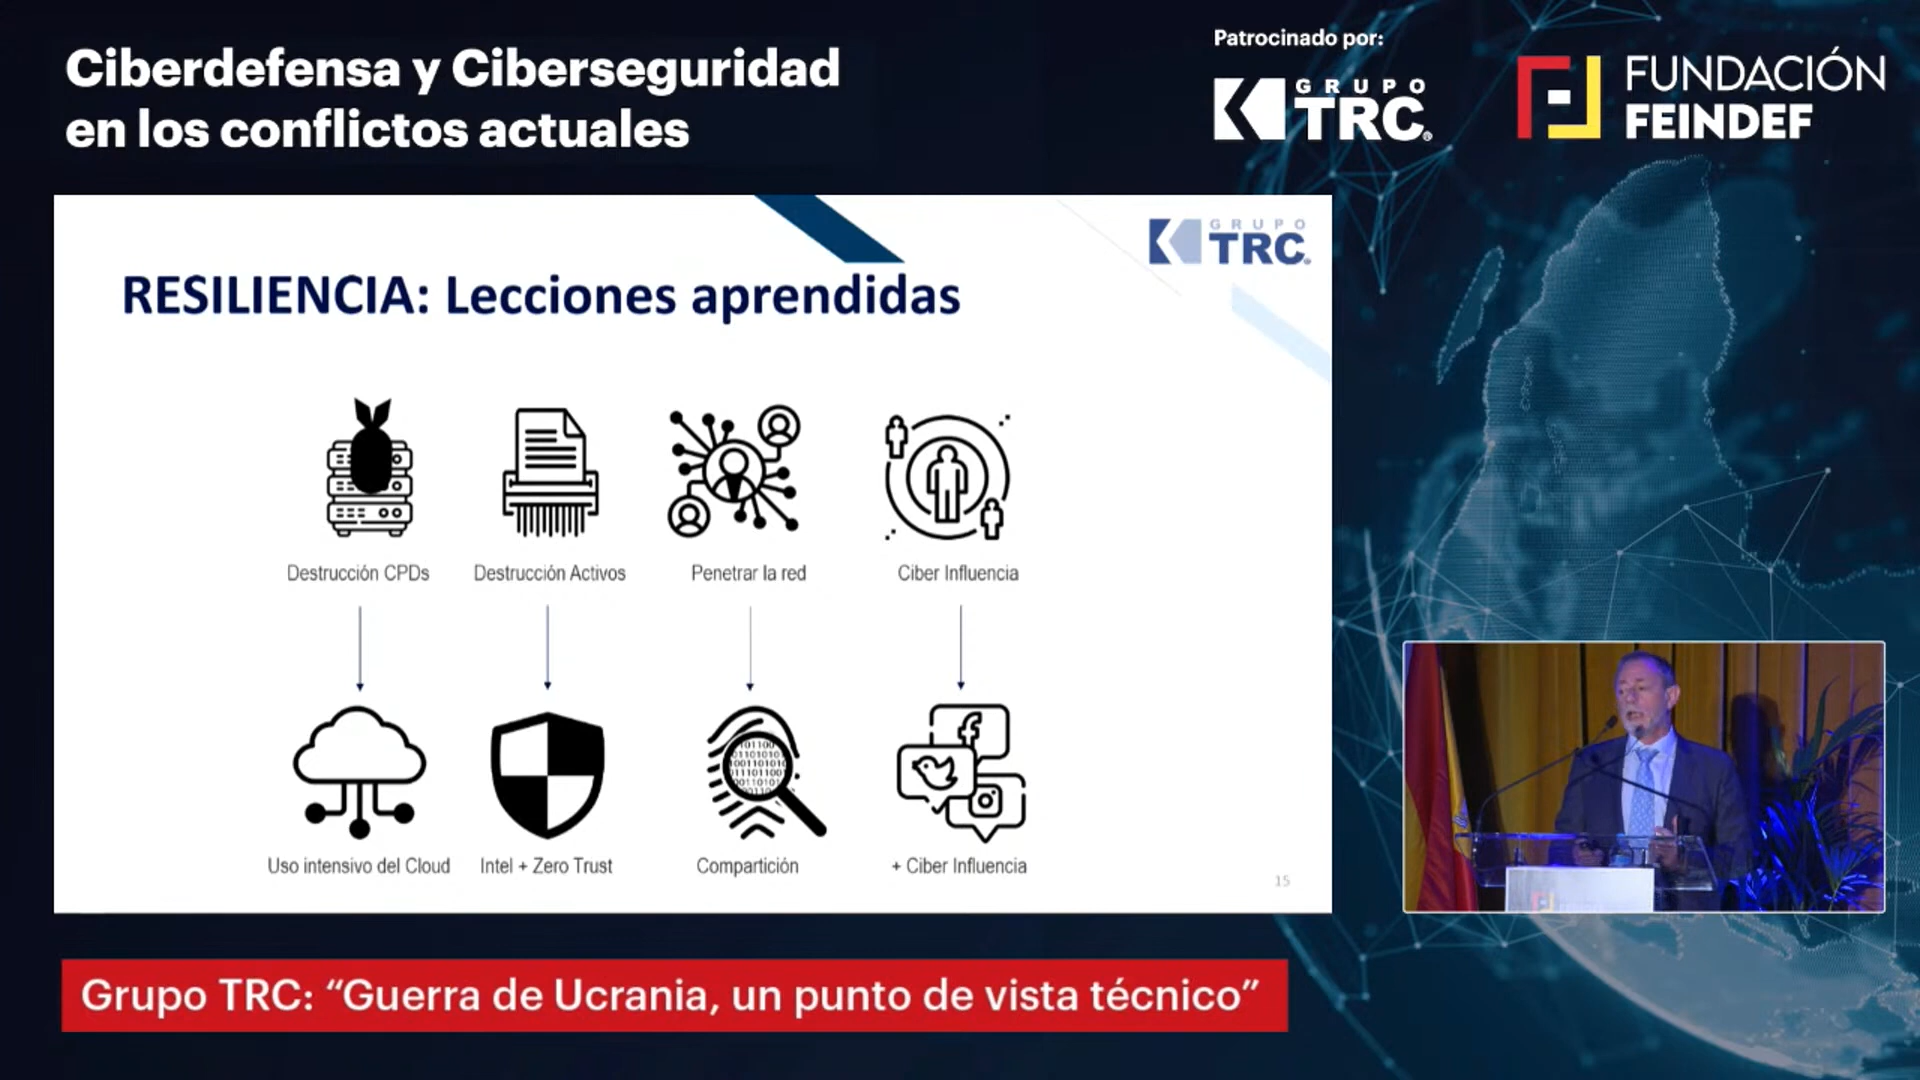 Ciberdefensa y Ciberseguridad
en los conflictos actuales
Patrocinado por:
GRUPO
TRC®
FUNDACIÓN
FEINDEF
GRUPO
TRC®
RESILIENCIA: Lecciones aprendidas
Destrucción CPDs
Destrucción Activos
Penetrar la red
Ciber Influencia
Uso intensivo del Cloud
Intel + Zero Trust
Compartición
+ Ciber Influencia
15
Grupo TRC: “Guerra de Ucrania, un punto de vista técnico”